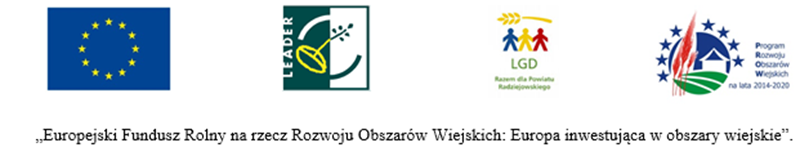 LEADER
LGD
Razem dla Powiatu
Radziejowskiego
Program
Rozwoju
Obszarów
Wiejskich
na lata 2014-2020
„Europejski Fundusz Rolny na rzecz Rozwoju Obszarów Wiejskich: Europa inwestująca w obszary wiejskie”.